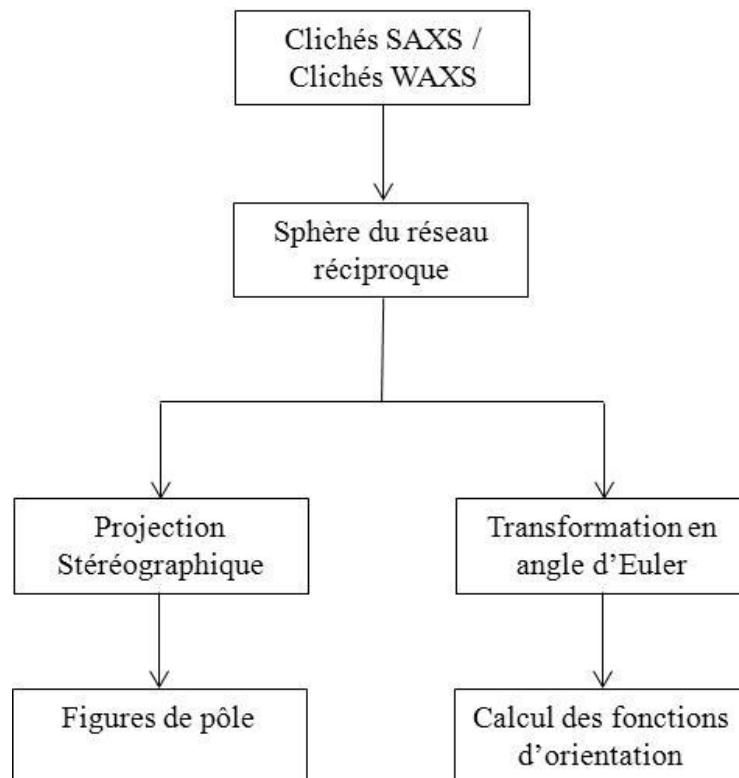 Clichés SAXS /
Clichés WAXS
Sphère du réseau
réciproque
Projection
Stéréographique
Transformation en
angle d'Euler
Figures de pôle
Calcul des fonctions
d'orientation